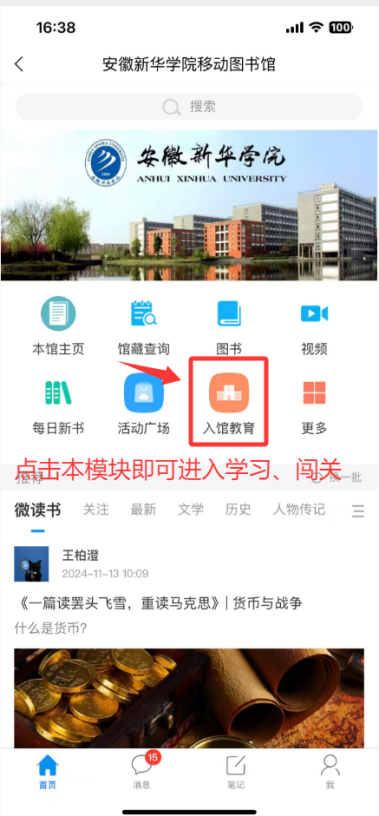 16:38
100
安徽新华学院移动图书馆
搜索
安徽新华学院
ANHUI XINHUA UNIVERSITY
本馆主页 馆藏查询 图书 视频
每日新书 活动广场 入馆教育 更多
点击本模块即可进入学习、闯关
推荐 换一批
微读书 关注 最新 文学 历史 人物传记
王柏澄
2024-11-13 10:09
《一篇读罢头飞雪，重读马克思》| 货币与战争
什么是货币?
15
首页 消息 笔记 我